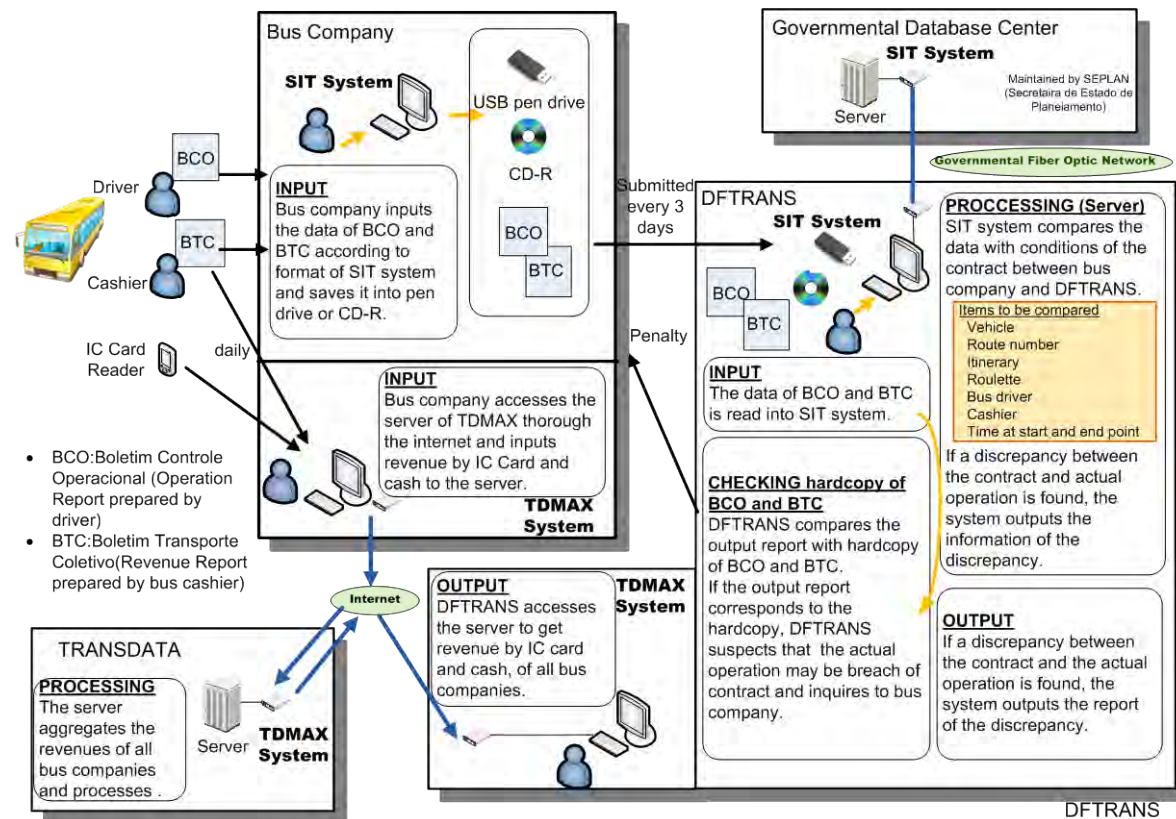 Bus Company
SIT System
USB pen drive
CD-R
BCO
BTC
INPUT
Bus company inputs
the data of BCO and
BTC according to
format of SIT system
and saves it into pen
drive or CD-R.
BCO
Driver
BTC
Cashier
IC Card
Reader
daily
INPUT
Bus company accesses the
server of TDMAX thorough
the internet and inputs
revenue by IC Card and
cash to the server.
TDMAX
System
• BCO:Boletim Controle
Operacional (Operation
Report prepared by
driver)
• BTC:Boletim Transporte
Coletivo(Revenue Report
prepared by bus cashier)
Internet
TRANSDATA
PROCESSING
The server
aggregates the
revenues of all
bus companies
and processes .
Server
TDMAX
System
OUTPUT
DFTRANS accesses
the server to get
revenue by IC card
and cash, of all bus
companies.
TDMAX
System
Submitted
every 3
days
Penalty
Governmental Database Center
SIT System
Server
Maintained by SEPLAN
(Secretaira de Estado de
Planeiamento)
Governmental Fiber Optic Network
DFTRANS
SIT System
BCO
BTC
INPUT
The data of BCO and BTC
is read into SIT system.
CHECKING hardcopy of
BCO and BTC
DFTRANS compares the
output report with hardcopy
of BCO and BTC.
If the output report
corresponds to the
hardcopy, DFTRANS
suspects that the actual
operation may be breach of
contract and inquires to bus
company.
PROCCESSING (Server)
SIT system compares the
data with conditions of the
contract between bus
company and DFTRANS.
Items to be compared
Vehicle
Route number
Itinerary
Roulette
Bus driver
Cashier
Time at start and end point
If a discrepancy between
the contract and actual
operation is found, the
system outputs the
information of the
discrepancy.
OUTPUT
If a discrepancy between
the contract and the actual
operation is found, the
system outputs the report
of the discrepancy.
DFTRANS